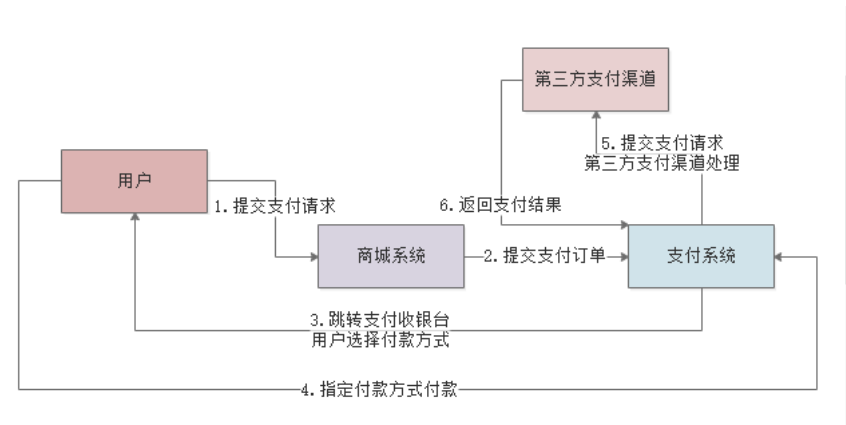 第三方支付渠道
5.提交支付请求
第三方支付渠道处理
用户
1.提交支付请求
6.返回支付结果
商城系统
2.提交支付订单
支付系统
3.跳转支付收银台
用户选择付款方式
4.指定付款方式付款